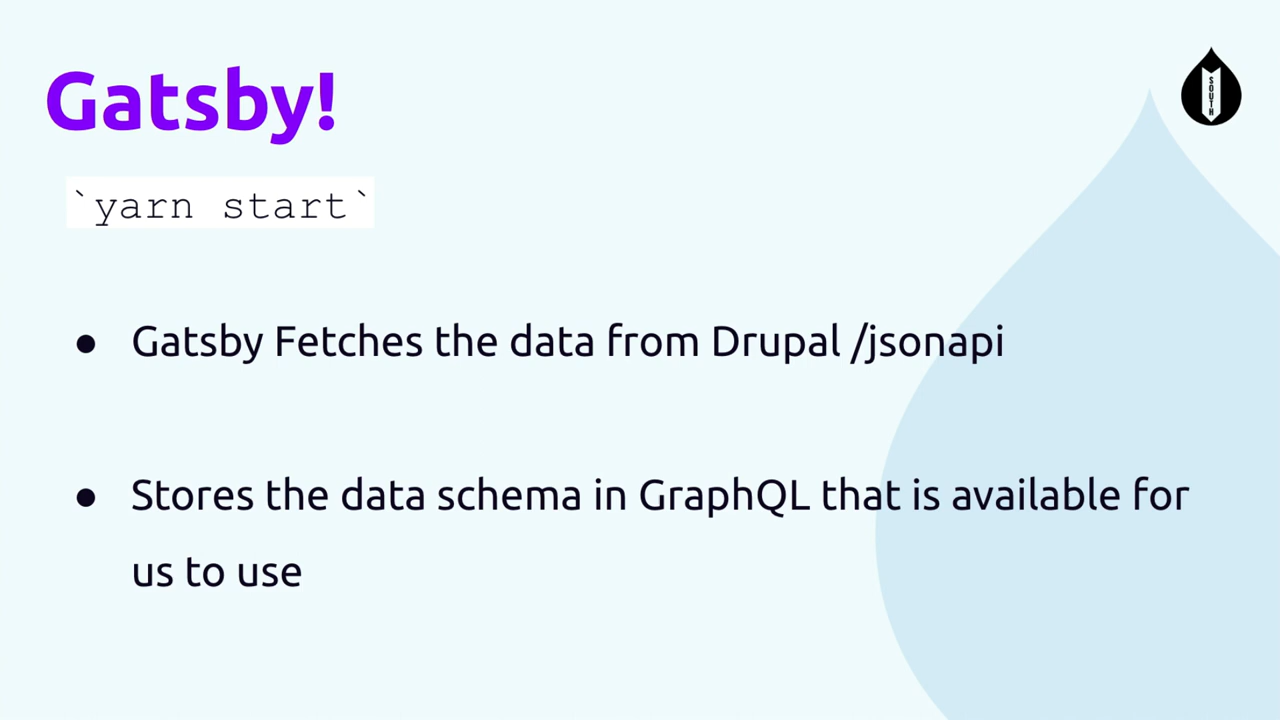 Gatsby!
SOUTH
`yarn start`
● Gatsby Fetches the data from Drupal /jsonapi
● Stores the data schema in GraphQL that is available for
us to use